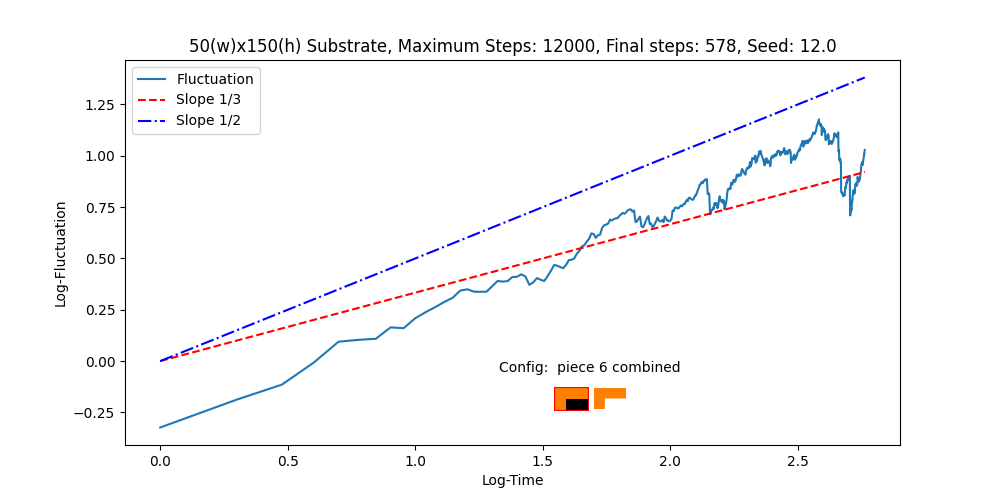 50(w)x150(h) Substrate, Maximum Steps: 12000, Final steps: 578, Seed: 12.0
Fluctuation
Slope 1/3
Slope 1/2
1.25
1.00
0.75
0.50
0.25
0.00
−0.25
Log-Fluctuation
Config:  piece 6 combined
0.0 0.5 1.0 1.5 2.0 2.5
Log-Time